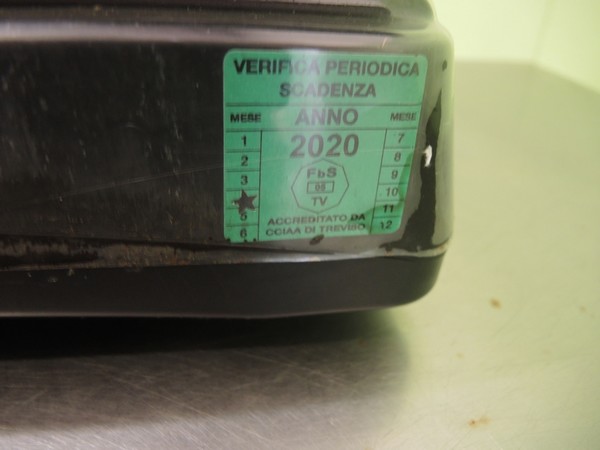 VERIFICA PERIODICA
SCADENZA
MESE ANNO MESE
1 2020 7
2 8
3 FbS 9
98 10
5 TV 11
6 ACCREDITATO DA 12
CCIAA DI TREVISO